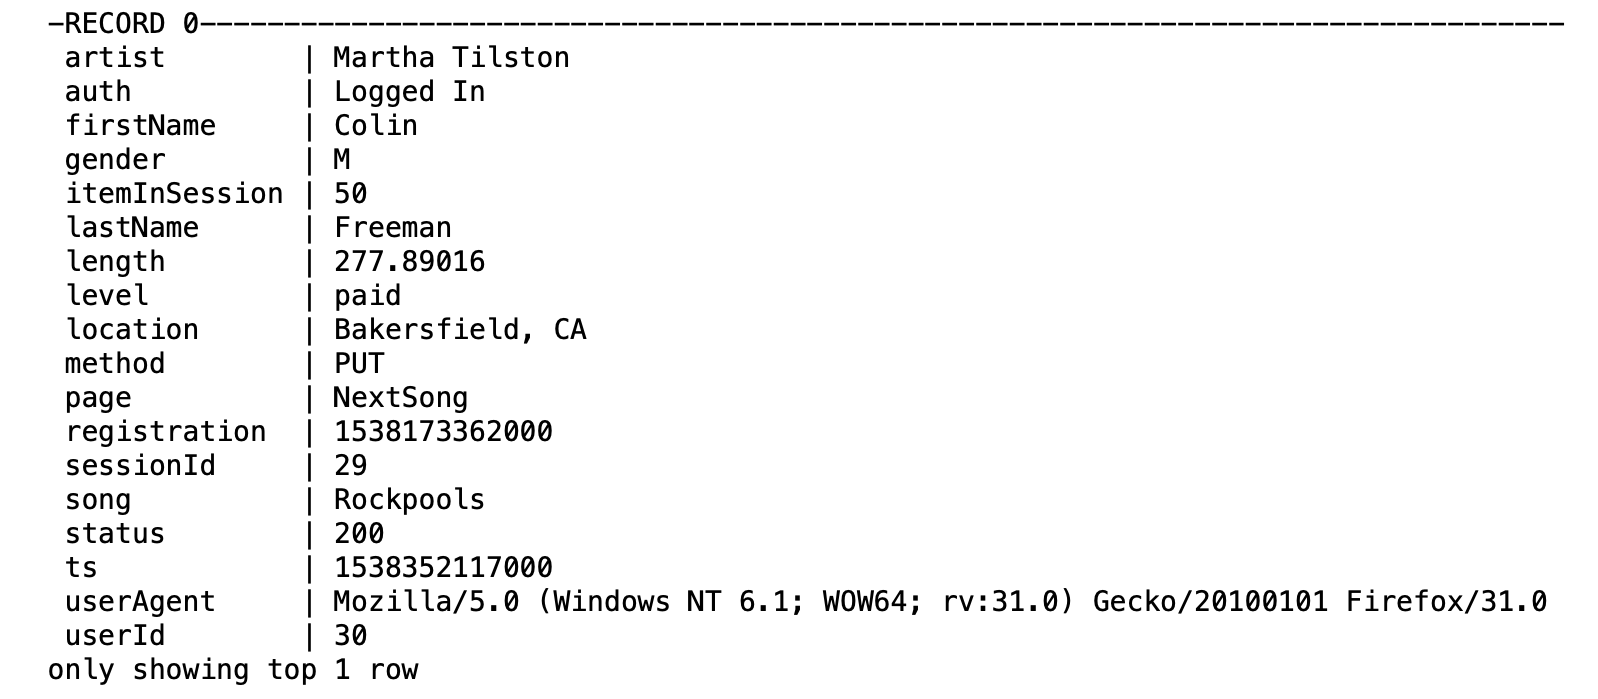 -RECORD 0---------------------------------------------------------------------------------
 artist        | Martha Tilston
 auth          | Logged In
 firstName     | Colin
 gender        | M
 itemInSession | 50
 lastName      | Freeman
 length        | 277.89016
 level         | paid
 location      | Bakersfield, CA
 method        | PUT
 page          | NextSong
 registration  | 1538173362000
 sessionId     | 29
 song          | Rockpools
 status        | 200
 ts            | 1538352117000
 userAgent     | Mozilla/5.0 (Windows NT 6.1; WOW64; rv:31.0) Gecko/20100101 Firefox/31.0
 userId        | 30
only showing top 1 row